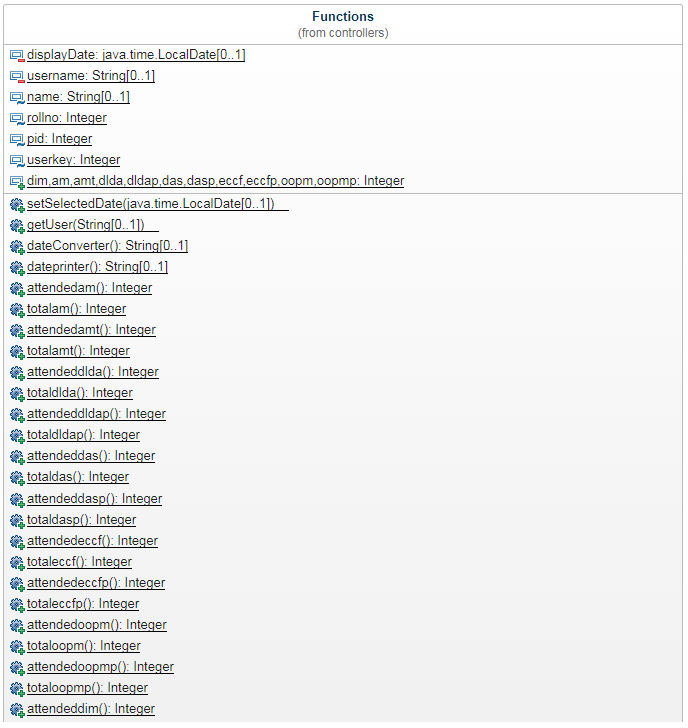 Functions
(from controllers)
displayDate: java.time.LocalDate[0..1]
username: String[0..1]
name: String[0..1]
rollno: Integer
pid: Integer
userkey: Integer
dim,am,amt,dlda,dldap,das,dasp,eccf,eccfp,oopm,oopmp: Integer
setSelectedDate(java.time.LocalDate[0..1])
getUser(String[0..1])
dateConverter(): String[0..1]
dateprinter(): String[0..1]
attendedam(): Integer
totalam(): Integer
attendedamt(): Integer
totalamt(): Integer
attendeddlda(): Integer
totaldlda(): Integer
attendeddldap(): Integer
totaldldap(): Integer
attendeddas(): Integer
totaldas(): Integer
attendeddasp(): Integer
totaldasp(): Integer
attendedeccf(): Integer
totaleccf(): Integer
attendedeccfp(): Integer
totaleccfp(): Integer
attendedoopm(): Integer
totaloopm(): Integer
attendedoopmp(): Integer
totaloopmp(): Integer
attendeddim(): Integer